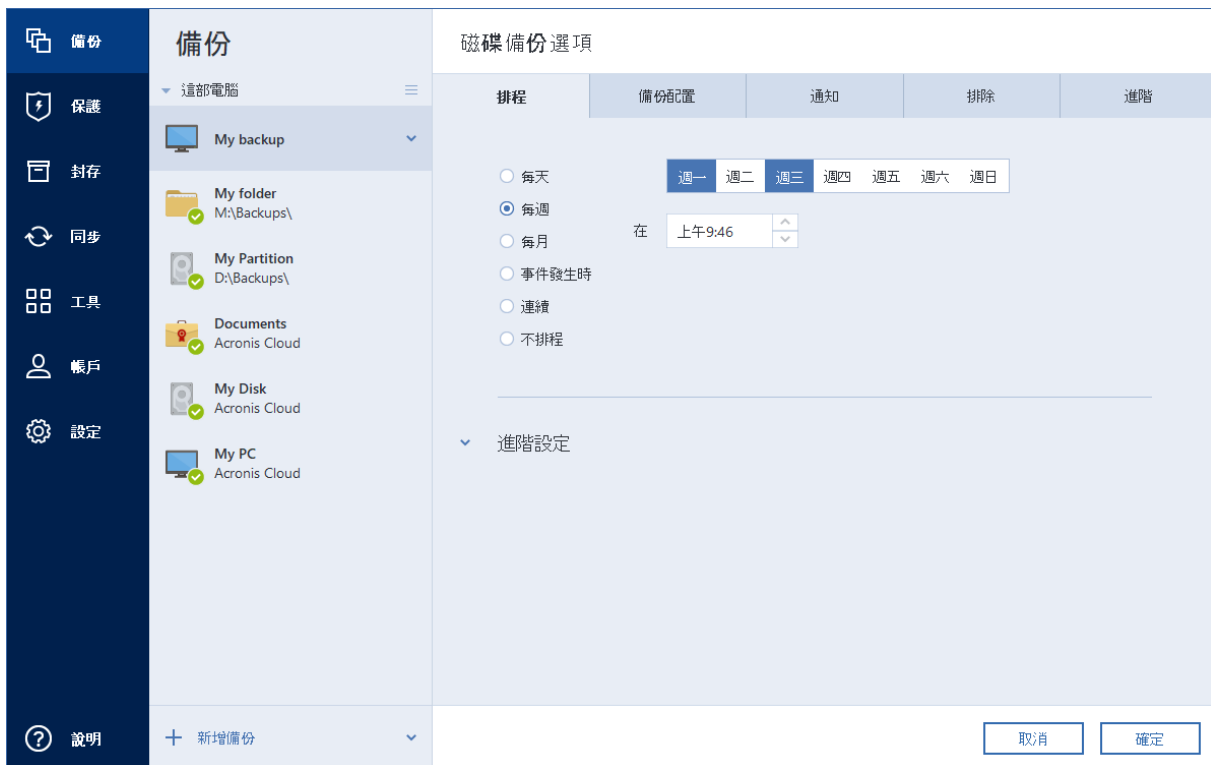 備份
保護
封存
同步
工具
帳戶
設定
說明
備份
這部電腦
My backup
My folder
M:\Backups\
My Partition
D:\Backups\
Documents
Acronis Cloud
My Disk
Acronis Cloud
My PC
Acronis Cloud
新增備份
磁碟備份選項
排程 備份配置 通知 排除 進階
每天
每週
每月
事件發生時
連續
不排程
週一 週二 週三 週四 週五 週六 週日
在 上午9:46
進階設定
取消 確定